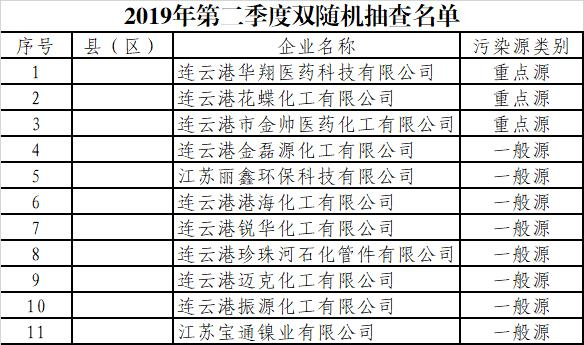 2019年第二季度双随机抽查名单
序号 县（区） 企业名称 污染源类别
1 连云港华翔医药科技有限公司 重点源
2 连云港花蝶化工有限公司 重点源
3 连云港市金帅医药化工有限公司 重点源
4 连云港金磊源化工有限公司 一般源
5 江苏丽鑫环保科技有限公司 一般源
6 连云港港海化工有限公司 一般源
7 连云港锐华化工有限公司 一般源
8 连云港珍珠河石化管件有限公司 一般源
9 连云港迈克化工有限公司 一般源
10 连云港振源化工有限公司 一般源
11 江苏宝通镍业有限公司 一般源